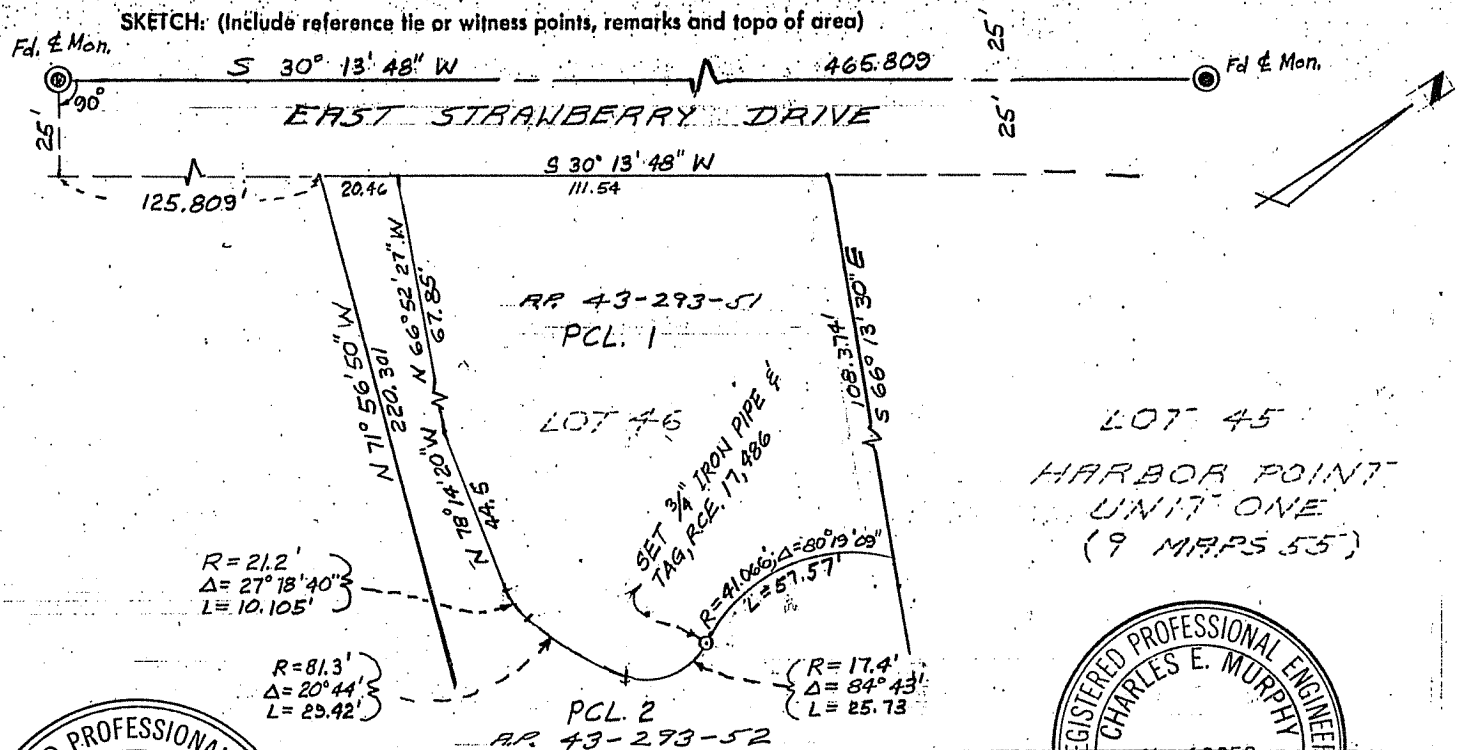 SKETCH: (Include reference tie or witness points, remarks and topo of area)
Fd. ℄ Mon.
S 30° 13' 48" W
465.809
25'
Fd ℄ Mon.
90°
25'
EAST STRAWBERRY DRIVE
25'
S 30° 13' 48" W
125.809'
20.46
111.54
N 71° 56' 50" W
220.301
N 66° 52' 27" W
67.85'
N 78° 14' 20" W
44.5
A.P. 43-293-51
PCL. 1
LOT 46
108.374'
S 66° 13' 30" E
SET 3/4" IRON PIPE &
TAG, RCE. 17,486
LOT 45
HARBOR POINT
UNIT ONE
(9 MAPS 55)
R = 21.2'
Δ = 27° 18' 40"
L = 10.105'
R = 41.066'; Δ = 80° 19' 09"
L = 57.57'
R = 81.3'
Δ = 20° 44'
L = 29.42'
R = 17.4'
Δ = 84° 43'
L = 25.73
PCL. 2
A.P. 43-293-52
PROFESSIONAL
REGISTERED PROFESSIONAL ENGINEER
CHARLES E. MURPHY